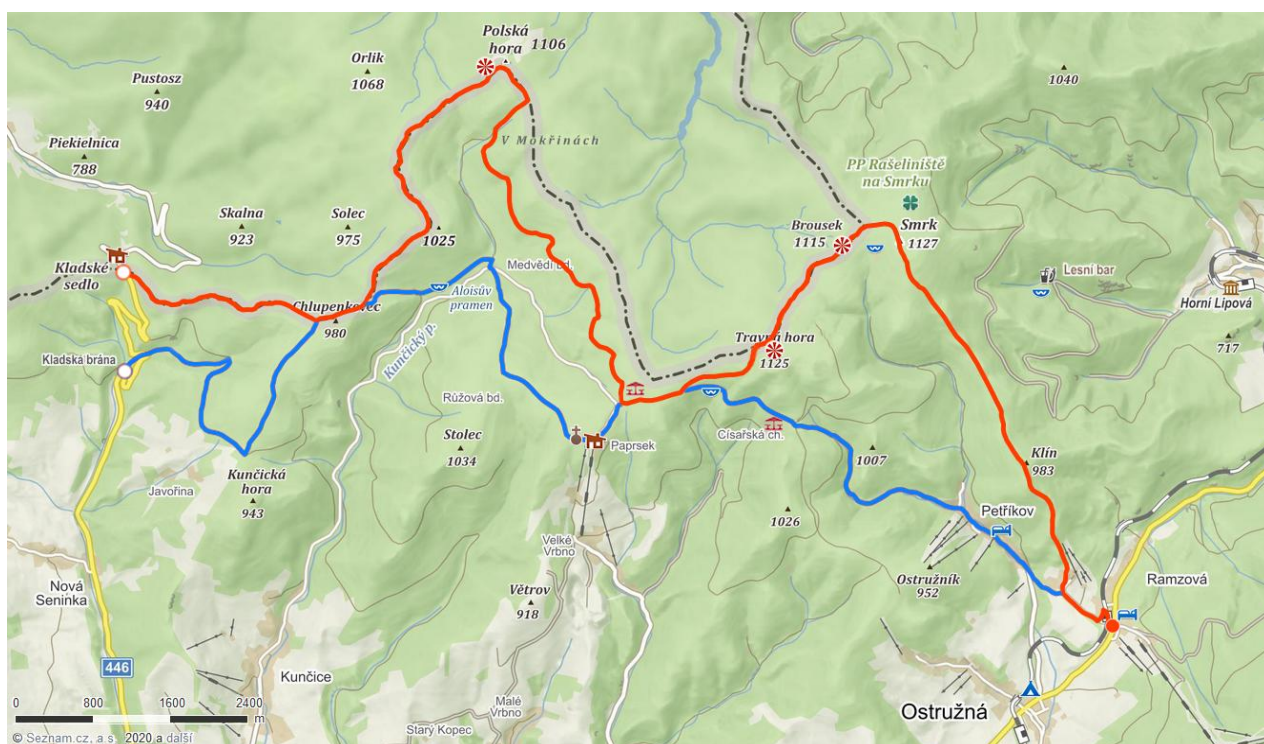 Polská
hora 1106
Orlík
1068
Pustosz
940
1040
V Mokřinách
Piekielnica
788
PP Rašeliniště
na Smrku
Skalna
923
Solec
975
1025
Brousek
1115
Smrk
1127
Kladské
sedlo
Medvědí bd.
Lesní bar
Aloisův
pramen
Horní Lipová
Chlupenkovec
980
Kunčický p.
Travná hora
1125
717
Kladská brána
Růžová bd.
Císařská ch.
Stolec
1034
Paprsek
1007
Klín
983
Kunčická
hora
943
Javořina
1026
Petříkov
Velké
Vrbno
Nová
Seninka
Ostružník
952
Ramzová
Větrov
918
446
Kunčice
0 800 1600 2400
m
Malé
Vrbno
Ostružná
Starý Kopec
© Seznam.cz, a.s. 2020 a další